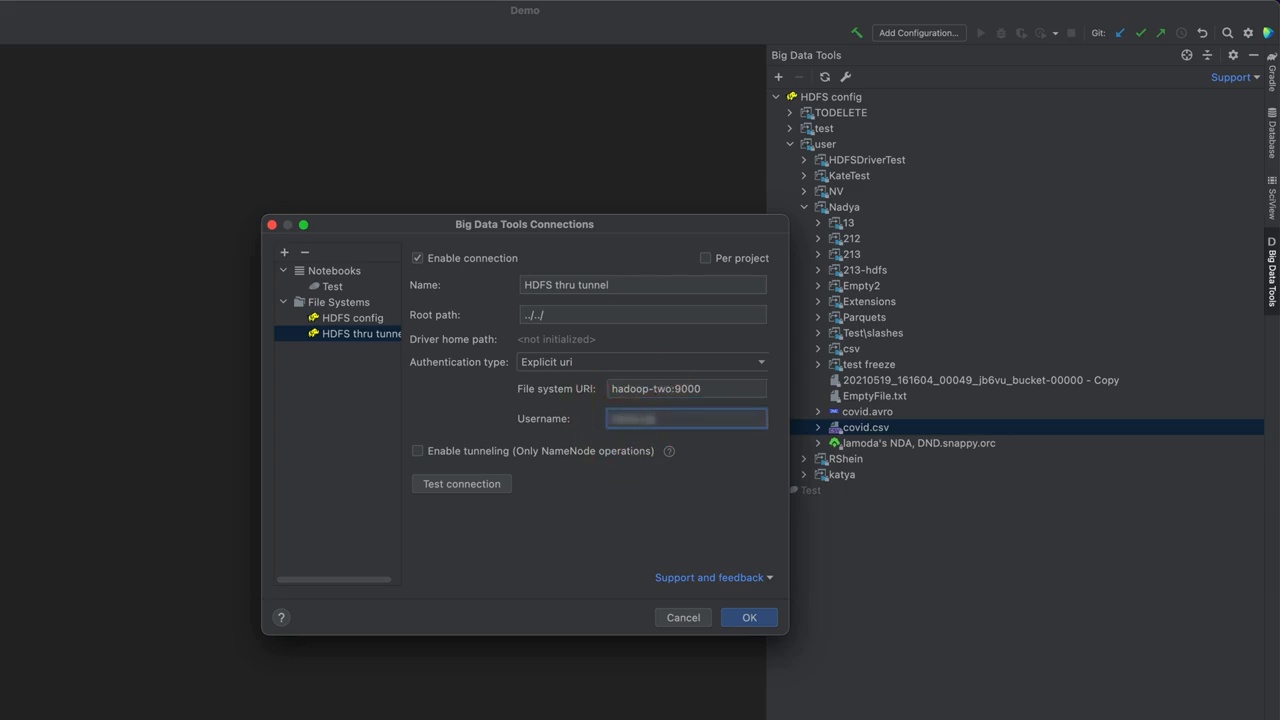 Demo
Add Configuration...
Git:
Big Data Tools
Support
HDFS config
TODELETE
test
user
HDFSDriverTest
KateTest
NV
Nadya
13
212
213
213-hdfs
Empty2
Extensions
Parquets
Test\slashes
csv
test freeze
20210519_161604_00049_jb6vu_bucket-00000 - Copy
EmptyFile.txt
covid.avro
covid.csv
lamoda's NDA, DND.snappy.orc
RShein
katya
Test
Gradle
Database
SciView
D Big Data Tools
Big Data Tools Connections
Notebooks
Test
File Systems
HDFS config
HDFS thru tunne
Enable connection
Per project
Name: HDFS thru tunnel
Root path: ../../
Driver home path: <not initialized>
Authentication type: Explicit uri
File system URI: hadoop-two:9000
Username:
Enable tunneling (Only NameNode operations) ?
Test connection
Support and feedback
?
Cancel
OK